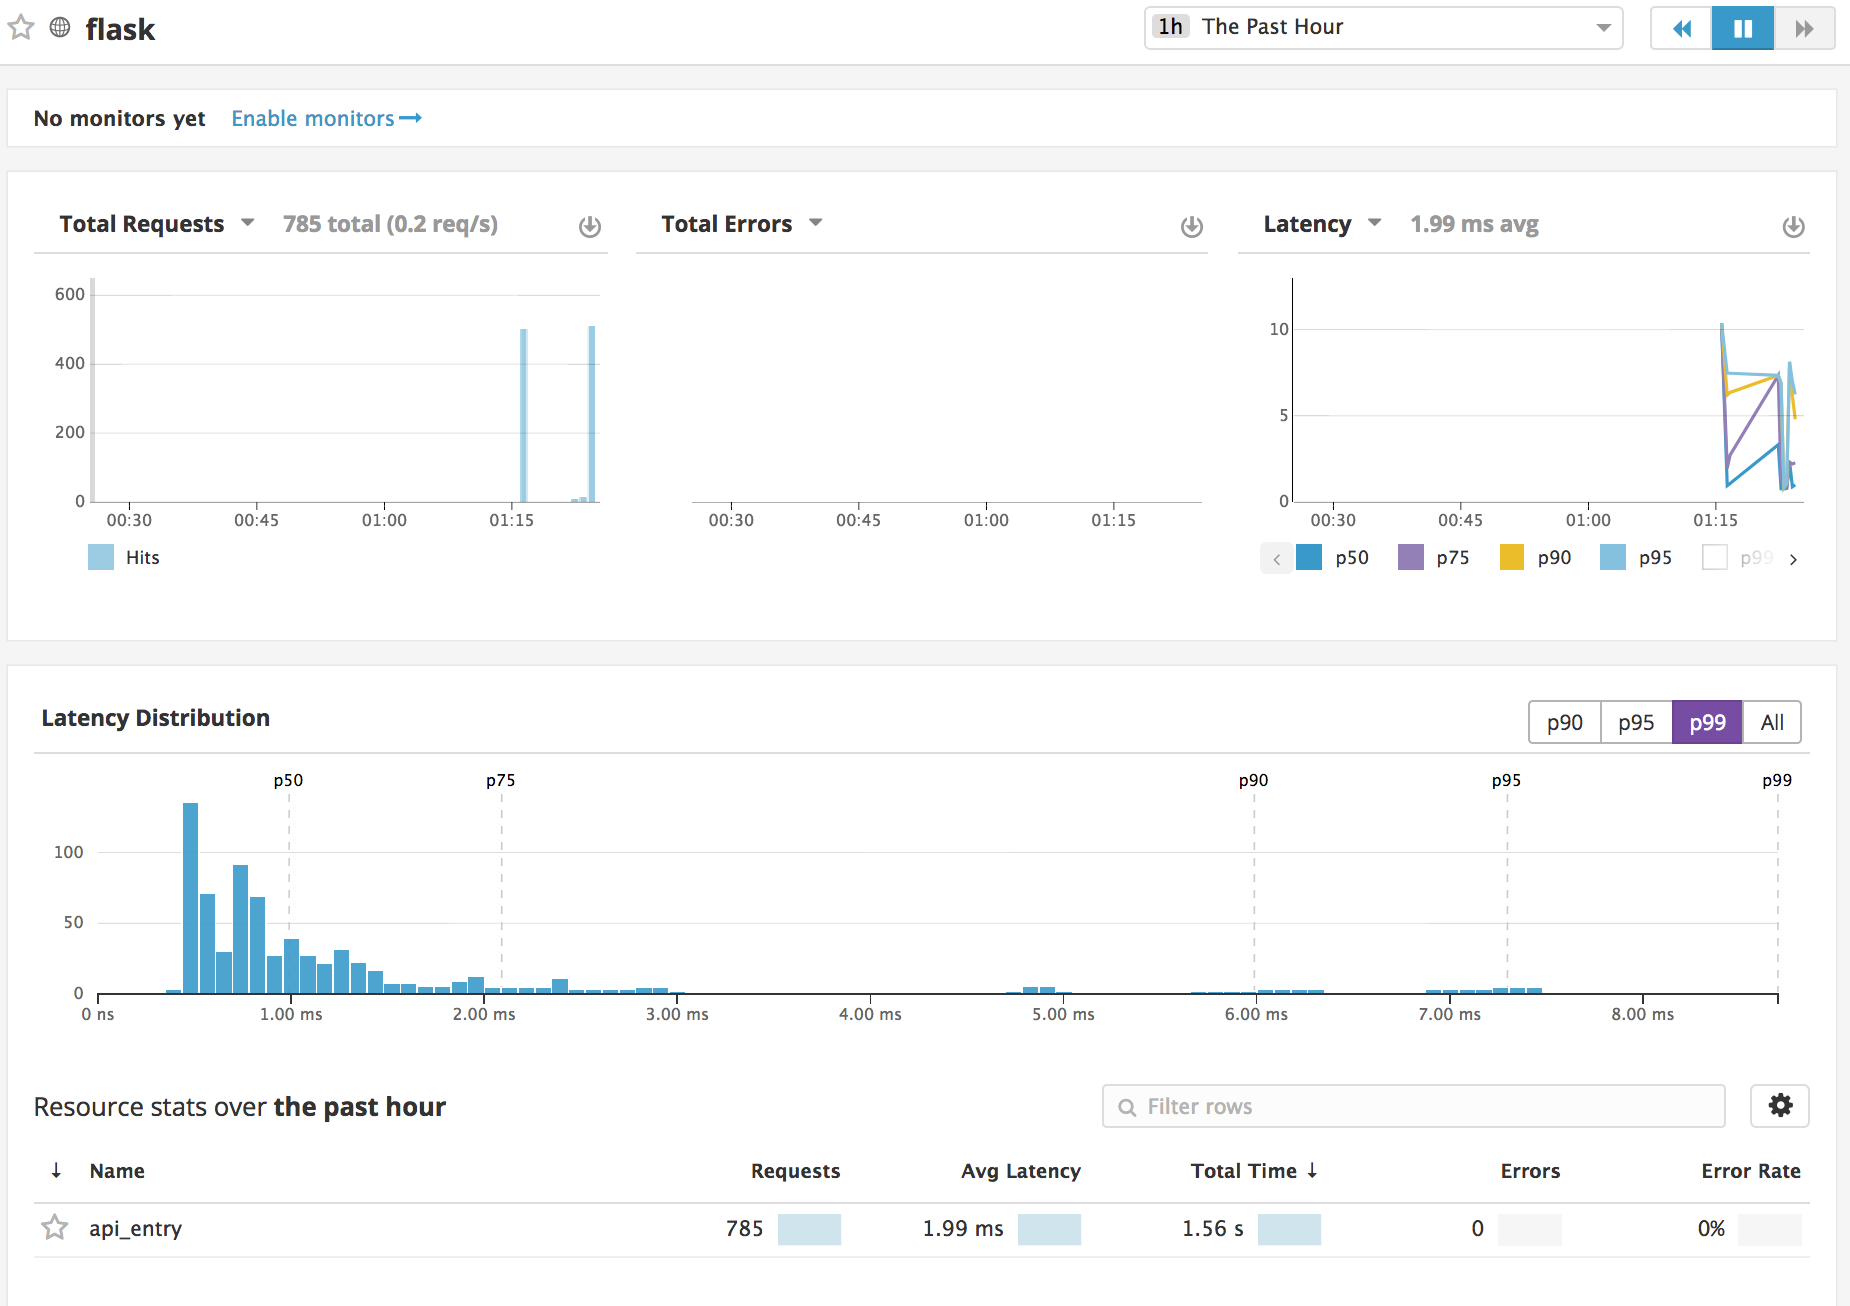 flask
1h The Past Hour
No monitors yet Enable monitors
Total Requests 785 total (0.2 req/s)
600
400
200
0
00:30 00:45 01:00 01:15
Hits
Total Errors
00:30 00:45 01:00 01:15
Latency 1.99 ms avg
10
5
0
00:30 00:45 01:00 01:15
p50 p75 p90 p95 p99
Latency Distribution
p90 p95 p99 All
p50 p75 p90 p95 p99
100
50
0
0 ns 1.00 ms 2.00 ms 3.00 ms 4.00 ms 5.00 ms 6.00 ms 7.00 ms 8.00 ms
Resource stats over the past hour
Filter rows
Name Requests Avg Latency Total Time Errors Error Rate
api_entry 785 1.99 ms 1.56 s 0 0%